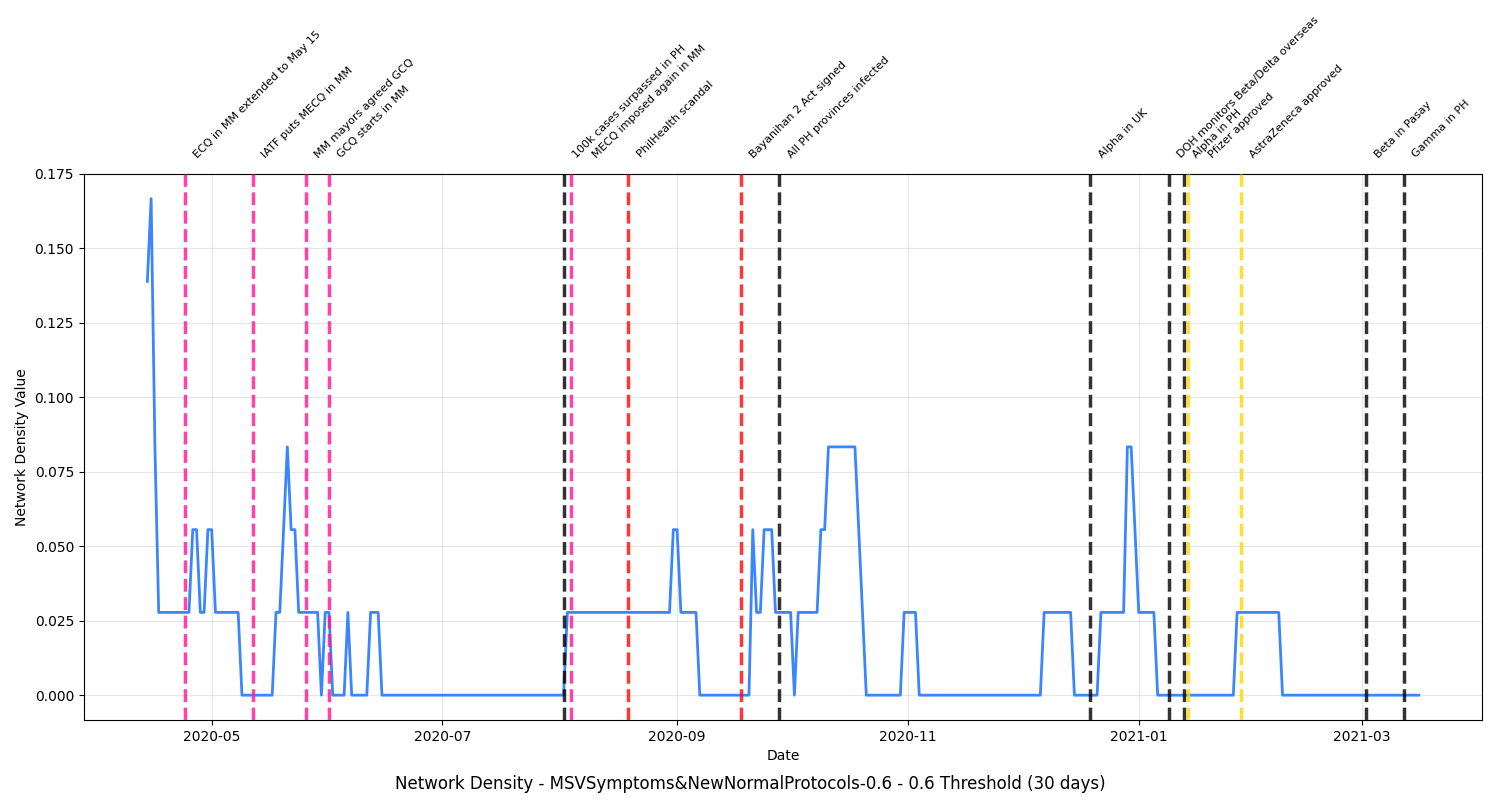 ECQ in MM extended to May 15
IATF puts MECQ in MM
MM mayors agreed GCQ
GCQ starts in MM
100k cases surpassed in PH
MECQ imposed again in MM
PhilHealth scandal
Bayanihan 2 Act signed
All PH provinces infected
Alpha in UK
DOH monitors Beta/Delta overseas
Alpha in PH
Pfizer approved
AstraZeneca approved
Beta in Pasay
Gamma in PH
0.175
0.150
0.125
0.100
0.075
0.050
0.025
0.000
Network Density Value
2020-05
2020-07
2020-09
2020-11
2021-01
2021-03
Date
Network Density - MSVSymptoms&NewNormalProtocols-0.6 - 0.6 Threshold (30 days)